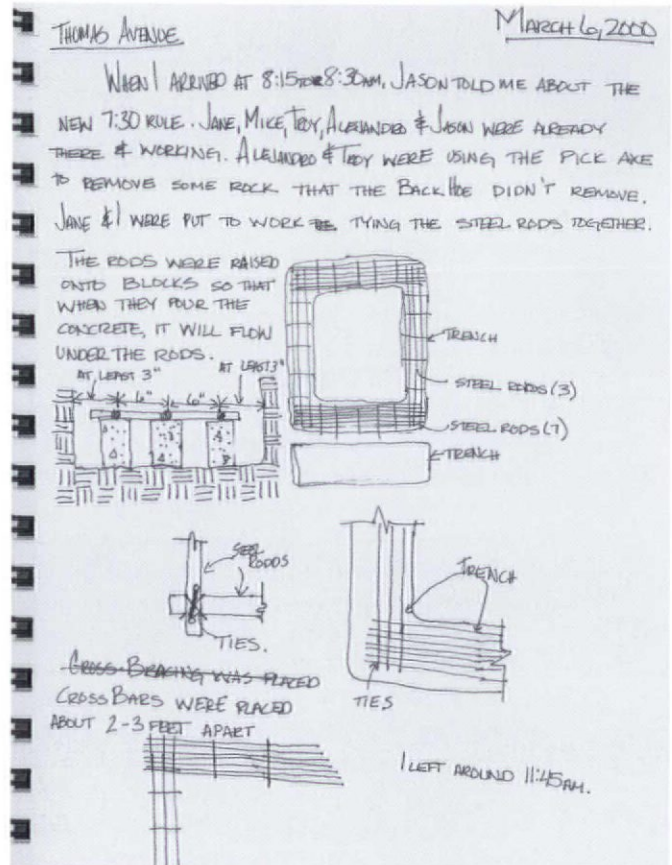 THOMAS AVENUE
MARCH 6, 2000
WHEN I ARRIVED AT 8:15 OR 8:30AM, JASON TOLD ME ABOUT THE
NEW 7:30 RULE. JANE, MIKE, TROY, ALEJANDRO & JASON WERE ALREADY
THERE & WORKING. ALEJANDRO & TROY WERE USING THE PICK AXE
TO REMOVE SOME ROCK THAT THE BACKHOE DIDN'T REMOVE.
JANE & I WERE PUT TO WORK TYING THE STEEL RODS TOGETHER.
THE RODS WERE RAISED
ONTO BLOCKS SO THAT
WHEN THEY POUR THE
CONCRETE, IT WILL FLOW
UNDER THE RODS.
AT LEAST 3"
6"
6"
AT LEAST 3"
TRENCH
STEEL RODS (3)
STEEL RODS (7)
TRENCH
RODDS
TIES.
TRENCH
TIES
CROSS-BRACING WAS PLACED
CROSS BARS WERE PLACED
ABOUT 2-3 FEET APART
I LEFT AROUND 11:45AM.